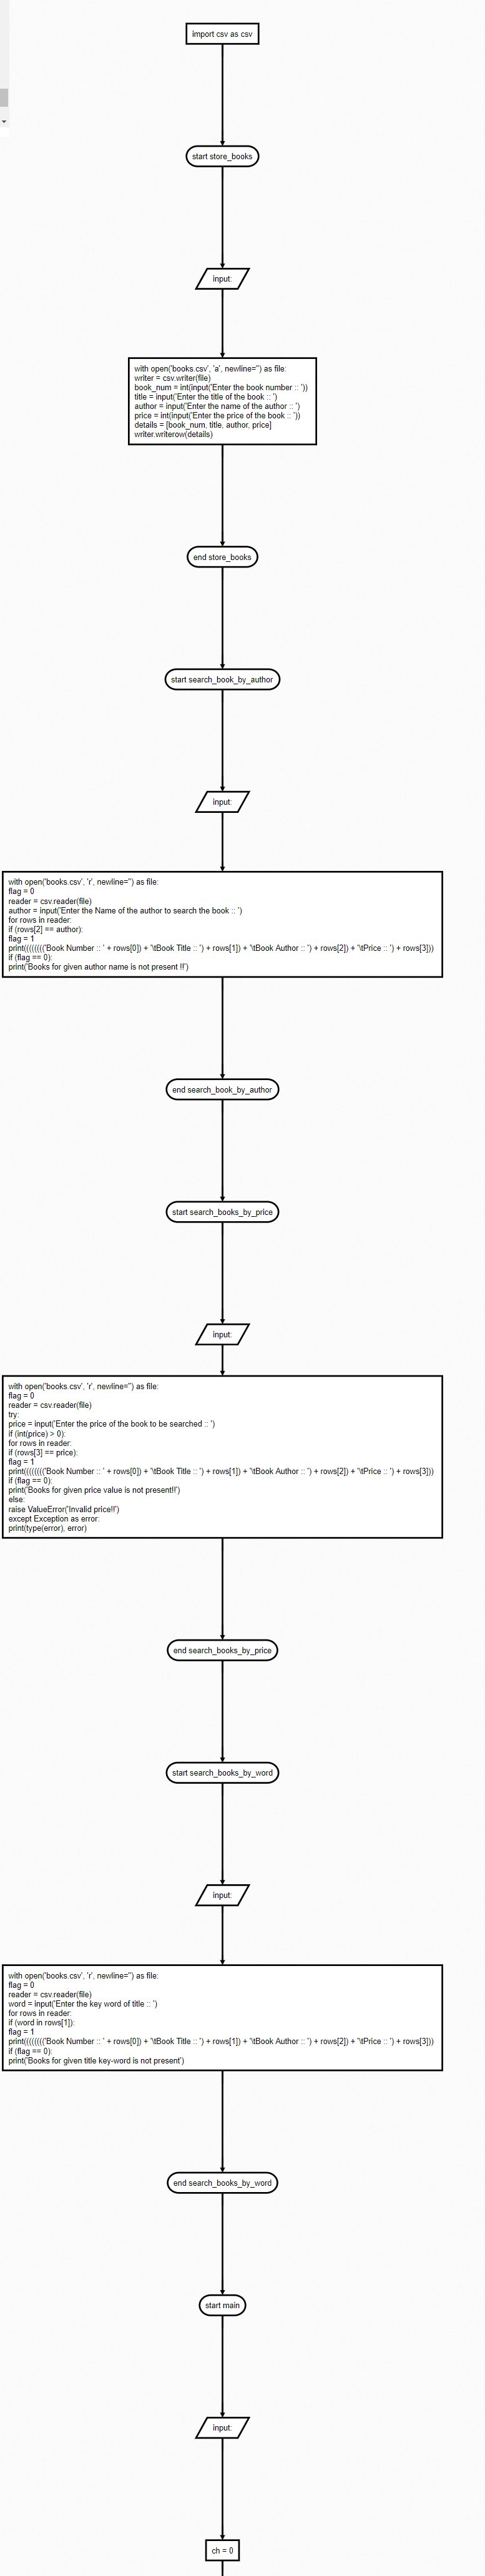 import csv as csv
start store_books
input:
with open('books.csv', 'a', newline='') as file:
writer = csv.writer(file)
book_num = int(input('Enter the book number :: '))
title = input('Enter the title of the book :: ')
author = input('Enter the name of the author :: ')
price = int(input('Enter the price of the book :: '))
details = [book_num, title, author, price]
writer.writerow(details)
end store_books
start search_book_by_author
input:
with open('books.csv', 'r', newline='') as file:
flag = 0
reader = csv.reader(file)
author = input('Enter the Name of the author to search the book :: ')
for rows in reader:
if (rows[2] == author):
flag = 1
print(((((((('Book Number :: ' + rows[0]) + '\tBook Title :: ') + rows[1]) + '\tBook Author :: ') + rows[2]) + '\tPrice :: ') + rows[3]))
if (flag == 0):
print('Books for given author name is not present !!')
end search_book_by_author
start search_books_by_price
input:
with open('books.csv', 'r', newline='') as file:
flag = 0
reader = csv.reader(file)
try:
price = input('Enter the price of the book to be searched :: ')
if (int(price) > 0):
for rows in reader:
if (rows[3] == price):
flag = 1
print(((((((('Book Number :: ' + rows[0]) + '\tBook Title :: ') + rows[1]) + '\tBook Author :: ') + rows[2]) + '\tPrice :: ') + rows[3]))
if (flag == 0):
print('Books for given price value is not present!!')
else:
raise ValueError('Invalid price!!')
except Exception as error:
print(type(error), error)
end search_books_by_price
start search_books_by_word
input:
with open('books.csv', 'r', newline='') as file:
flag = 0
reader = csv.reader(file)
word = input('Enter the key word of title :: ')
for rows in reader:
if (word in rows[1]):
flag = 1
print(((((((('Book Number :: ' + rows[0]) + '\tBook Title :: ') + rows[1]) + '\tBook Author :: ') + rows[2]) + '\tPrice :: ') + rows[3]))
if (flag == 0):
print('Books for given title key-word is not present')
end search_books_by_word
start main
input:
ch = 0